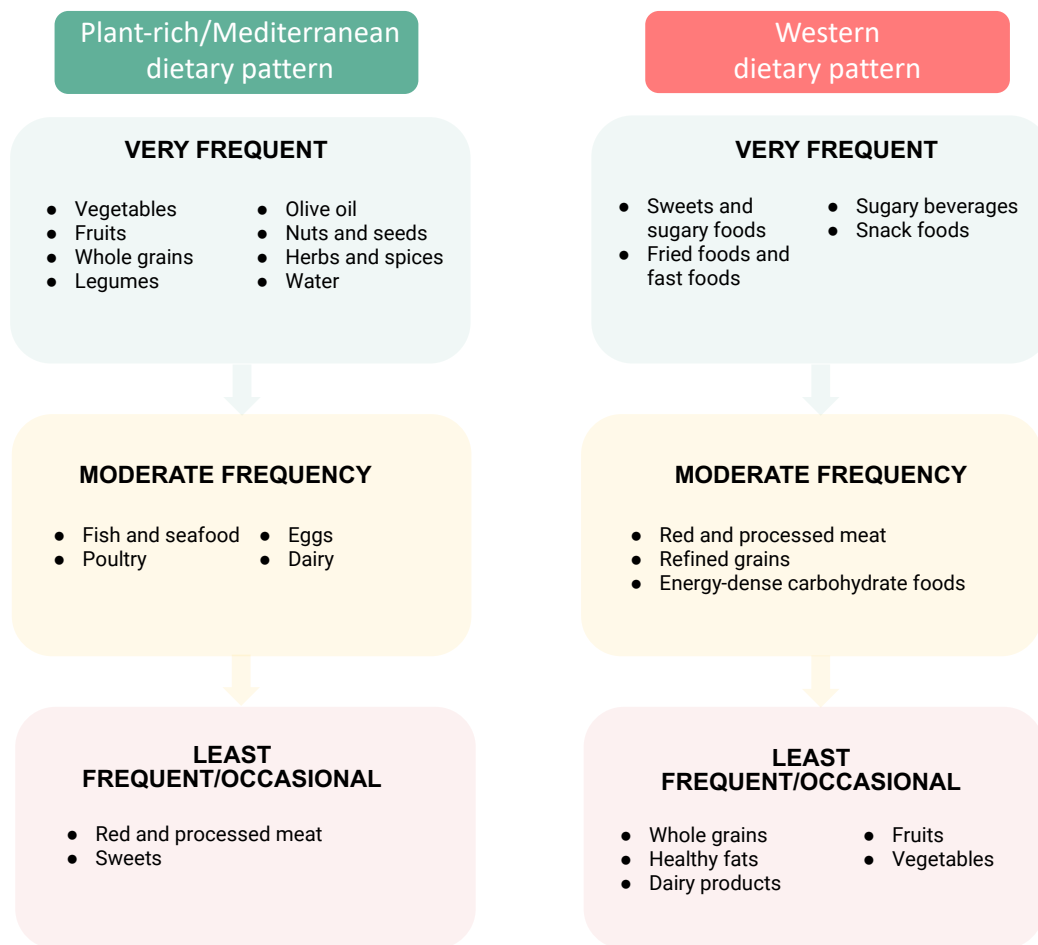 Plant-rich/Mediterranean
dietary pattern
VERY FREQUENT
● Vegetables
● Fruits
● Whole grains
● Legumes
● Olive oil
● Nuts and seeds
● Herbs and spices
● Water
MODERATE FREQUENCY
● Fish and seafood
● Poultry
● Eggs
● Dairy
LEAST
FREQUENT/OCCASIONAL
● Red and processed meat
● Sweets
Western
dietary pattern
VERY FREQUENT
● Sweets and
sugary foods
● Fried foods and
fast foods
● Sugary beverages
● Snack foods
MODERATE FREQUENCY
● Red and processed meat
● Refined grains
● Energy-dense carbohydrate foods
LEAST
FREQUENT/OCCASIONAL
● Whole grains
● Healthy fats
● Dairy products
● Fruits
● Vegetables